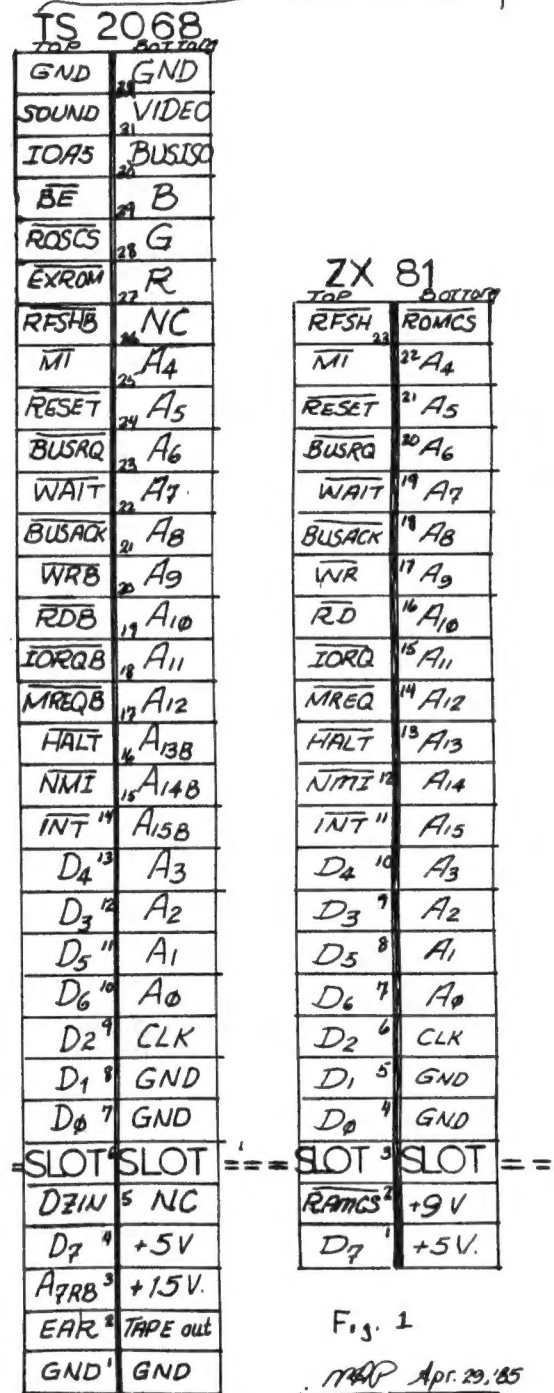 TS 2068
TOP BOTTOM
GND GND
SOUND 31 VIDEO
IOA5 30 BUSISO
BE 29 B
ROSCS 28 G
EXROM 27 R
RFSHB 26 NC
MI 25 A4
RESET 24 A5
BUSRQ 23 A6
WAIT 22 A7
BUSACK 21 A8
WRB 20 A9
RDB 19 A10
IORQB 18 A11
MREQB 17 A12
HALT 16 A13B
NMI 15 A14B
INT 14 A15B
D4 13 A3
D3 12 A2
D5 11 A1
D6 10 A0
D2 9 CLK
D1 8 GND
D0 7 GND
SLOT 6 SLOT
DZIN 5 NC
D7 4 +5V
A7RB 3 +15V.
EAR 2 TAPE out
GND 1 GND
ZX 81
TOP BOTTOM
RFSH 23 ROMCS
MI 22 A4
RESET 21 A5
BUSRQ 20 A6
WAIT 19 A7
BUSACK 18 A8
WR 17 A9
RD 16 A10
IORQ 15 A11
MREQ 14 A12
HALT 13 A13
NMI 12 A14
INT 11 A15
D4 10 A3
D3 9 A2
D5 8 A1
D6 7 A0
D2 6 CLK
D1 5 GND
D0 4 GND
SLOT 3 SLOT
RAMCS 2 +9V
D7 1 +5V.
Fig. 1
Apr. 29, '85